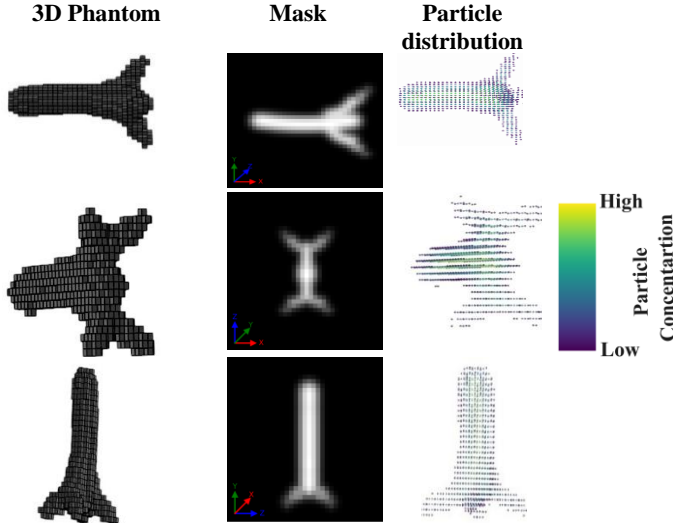 3D Phantom
Mask
Particle
distribution
Y
Z
X
High
Particle
Concentartion
Low
Z
Y
X
Y
X
Z